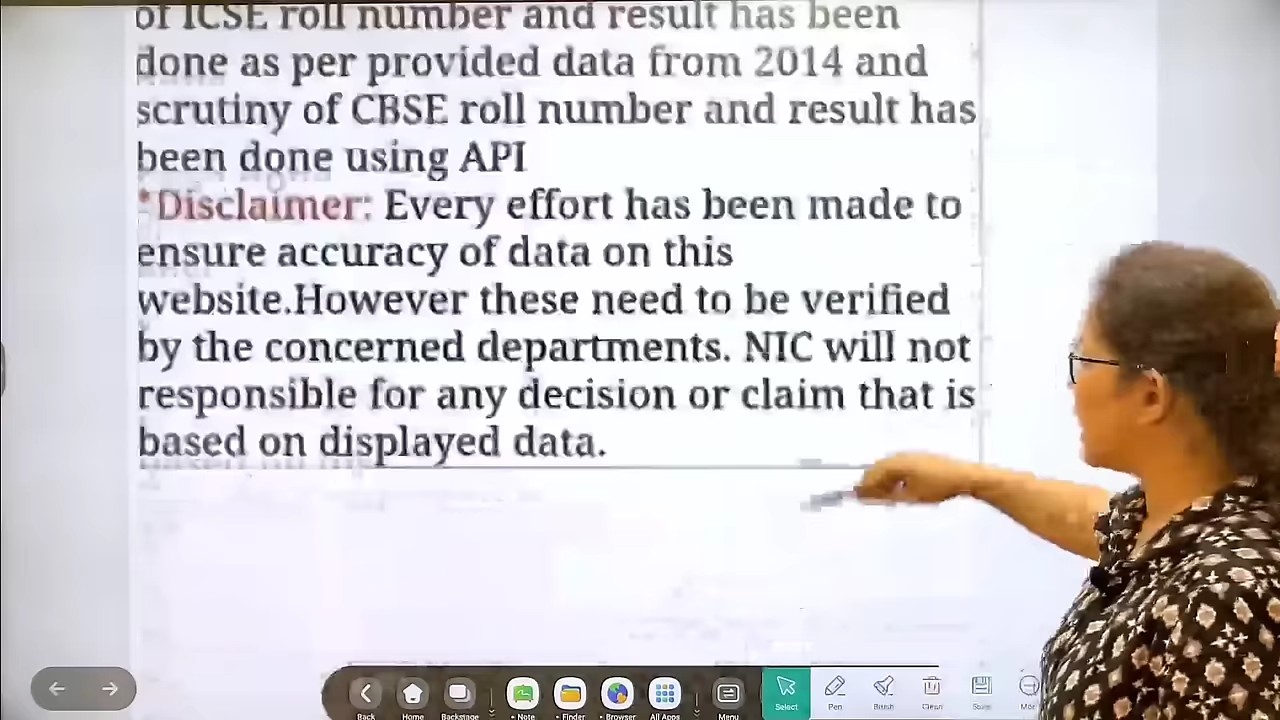 of ICSE roll number and result has been
done as per provided data from 2014 and
scrutiny of CBSE roll number and result has
been done using API
*Disclaimer: Every effort has been made to
ensure accuracy of data on this
website.However these need to be verified
by the concerned departments. NIC will not
responsible for any decision or claim that is
based on displayed data.
Back Home Backstage • Note • Finder • Browser All Apps Menu Select Pen Brush Clean Save